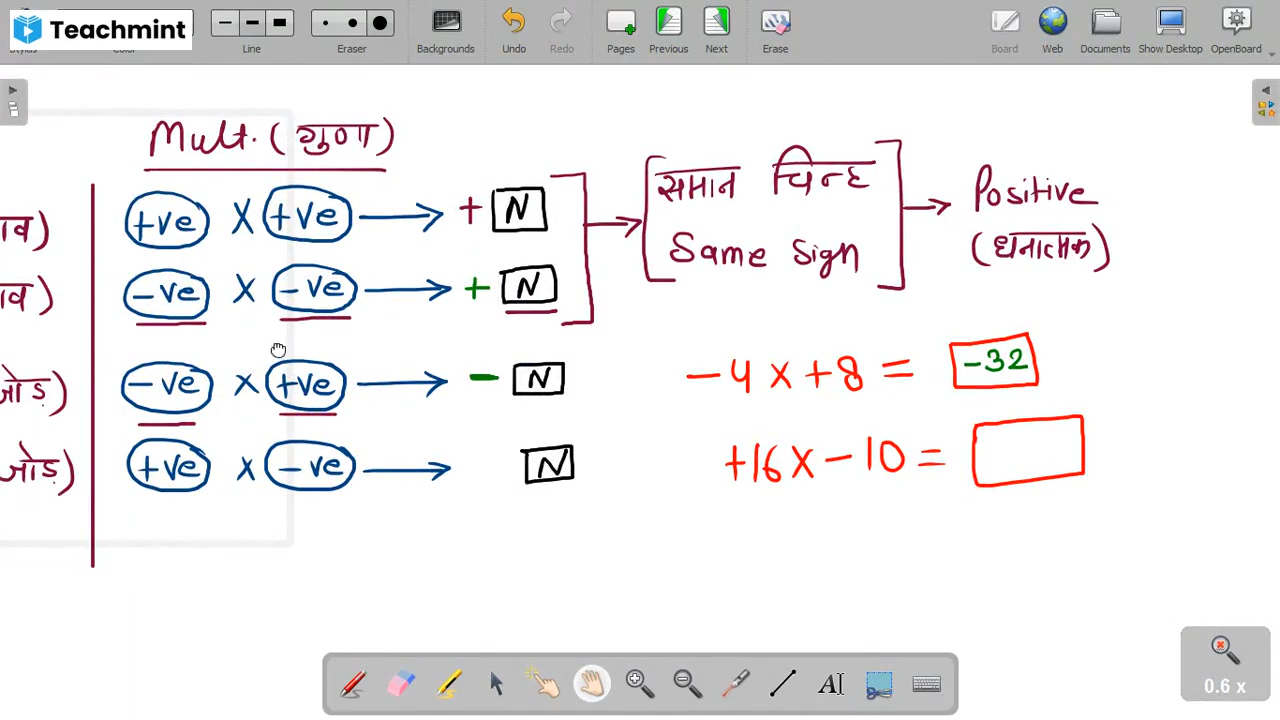 Teachmint
Line
Eraser
Backgrounds
Undo
Redo
Pages
Previous
Next
Erase
Board
Web
Documents
Show Desktop
OpenBoard
Mult. (गुणा)
+ve X +ve → + N
-ve X -ve → + N
-ve x +ve → - N
+ve x -ve → N
समान चिन्ह
Same Sign
→ Positive
(धनात्मक)
-4 x +8 = -32
+16 x -10 =
जोड़)
जोड़)
0.6 x